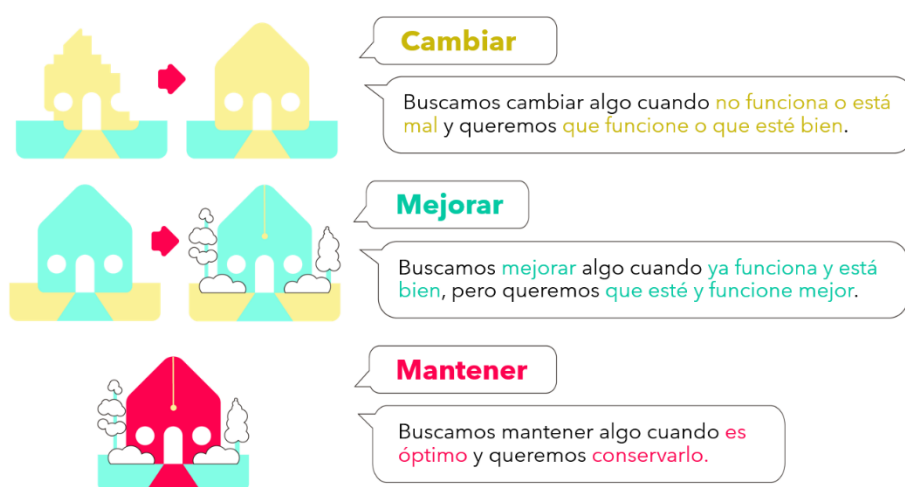 Cambiar
Buscamos cambiar algo cuando no funciona o está
mal y queremos que funcione o que esté bien.
Mejorar
Buscamos mejorar algo cuando ya funciona y está
bien, pero queremos que esté y funcione mejor.
Mantener
Buscamos mantener algo cuando es
óptimo y queremos conservarlo.